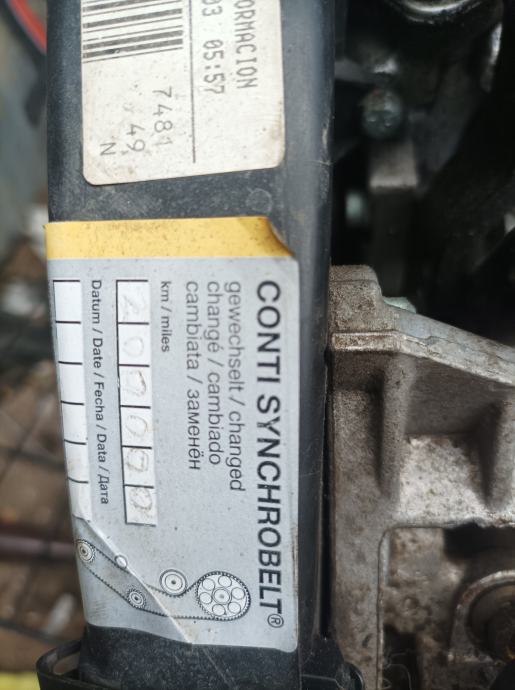 ORMACION
03 05:57
7481
49
N
CONTI SYNCHROBELT®
gewechselt / changed
changé / cambiado
cambiata / заменён
km / miles
200000
Datum / Date / Fecha / Data / Дата